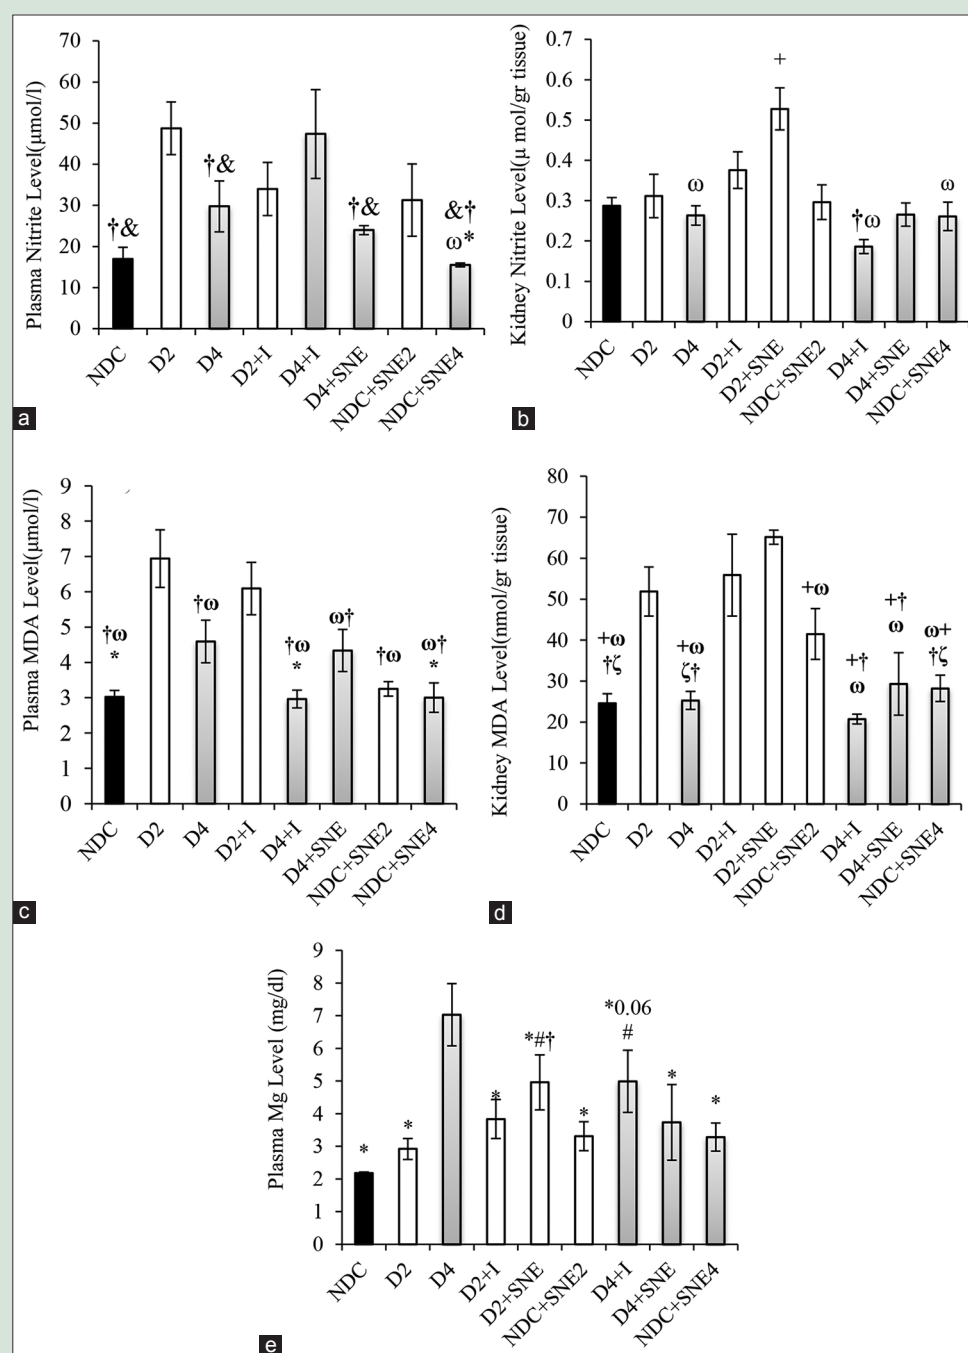 Plasma Nitrite Level(µmol/l)
70
60
50
40
30
20
10
0
†&
†&
†&
&†
ω*
NDC
D2
D4
D2+I
D4+I
D4+SNE
NDC+SNE2
NDC+SNE4
a
Kidney Nitrite Level(µ mol/gr tissue)
0.7
0.6
0.5
0.4
0.3
0.2
0.1
0
ω
+
†ω
ω
NDC
D2
D4
D2+I
D2+SNE
NDC+SNE2
D4+I
D4+SNE
NDC+SNE4
b
Plasma MDA Level(µmol/l)
9
8
7
6
5
4
3
2
1
0
†ω
*
†ω
†ω
*
ω†
†ω
ω†
*
NDC
D2
D4
D2+I
D4+I
D4+SNE
NDC+SNE2
NDC+SNE4
c
Kidney MDA Level(nmol/gr tissue)
80
70
60
50
40
30
20
10
0
+ω
†ζ
+ω
ζ†
+ω
+†
ω
+†
ω
ω+
†ζ
NDC
D2
D4
D2+I
D2+SNE
NDC+SNE2
D4+I
D4+SNE
NDC+SNE4
d
Plasma Mg Level (mg/dl)
9
8
7
6
5
4
3
2
1
0
*
*
*
*#†
*
*0.06
#
*
*
NDC
D2
D4
D2+I
D2+SNE
NDC+SNE2
D4+I
D4+SNE
NDC+SNE4
e